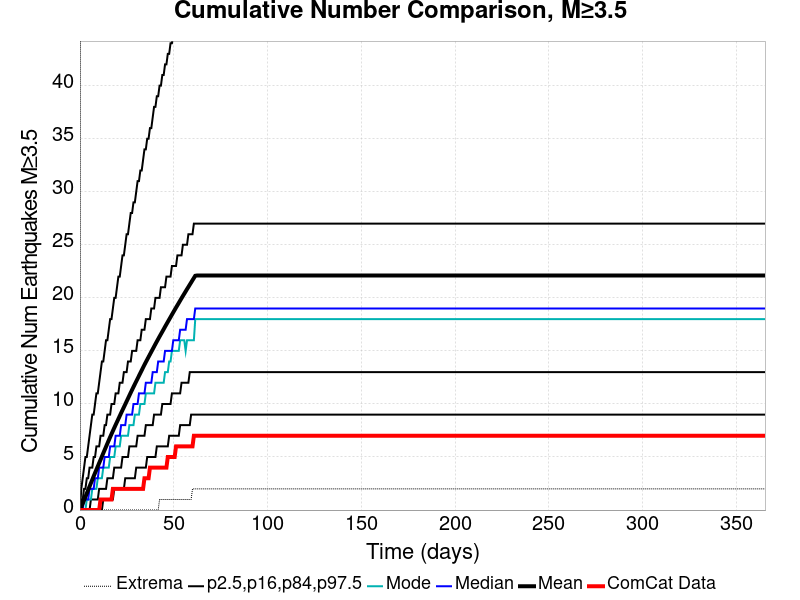 Cumulative Number Comparison, M≥3.5
Cumulative Num Earthquakes M≥3.5
40
35
30
25
20
15
10
5
0
0 50 100 150 200 250 300 350
Time (days)
Extrema p2.5,p16,p84,p97.5 Mode Median Mean ComCat Data